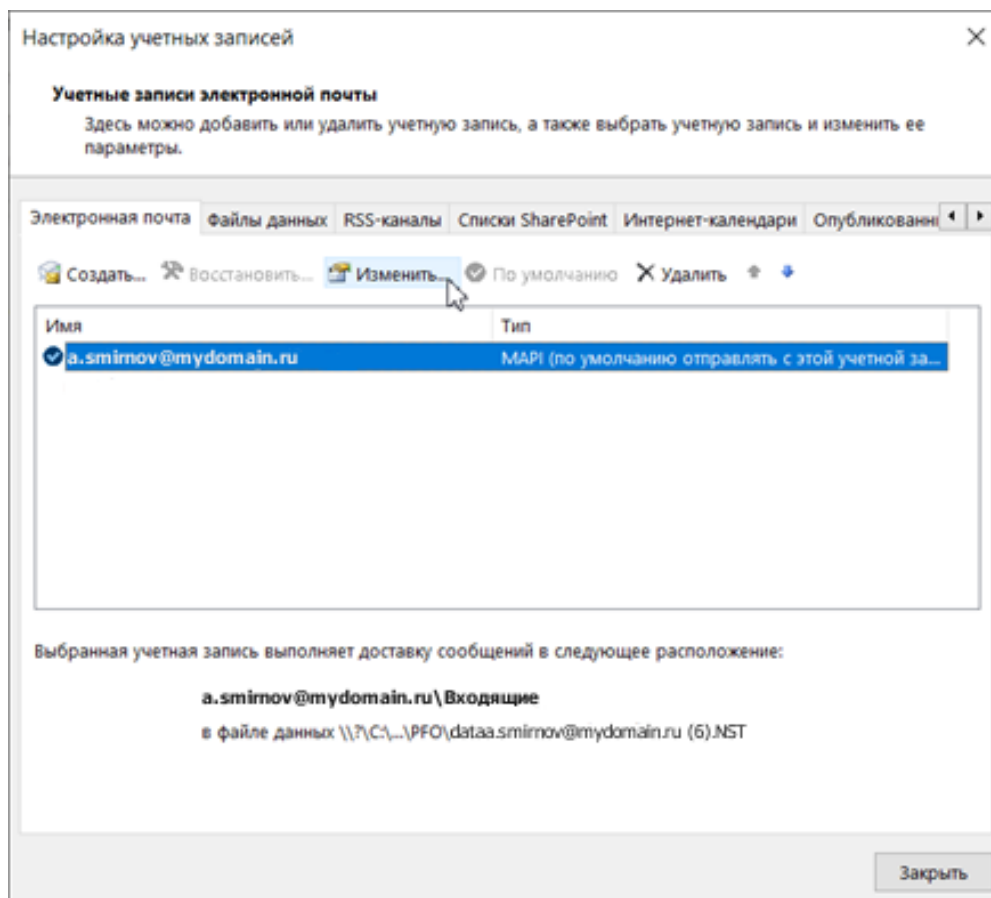 Настройка учетных записей
Учетные записи электронной почты
Здесь можно добавить или удалить учетную запись, а также выбрать учетную запись и изменить ее
параметры.
Электронная почта Файлы данных RSS-каналы Списки SharePoint Интернет-календари Опубликованн
Создать... Восстановить... Изменить... По умолчанию Удалить
Имя Тип
a.smirnov@mydomain.ru MAPI (по умолчанию отправлять с этой учетной за...
Выбранная учетная запись выполняет доставку сообщений в следующее расположение:
a.smirnov@mydomain.ru\Входящие
в файле данных \\?\C:\...\PFO\dataa.smirnov@mydomain.ru (6).NST
Закрыть